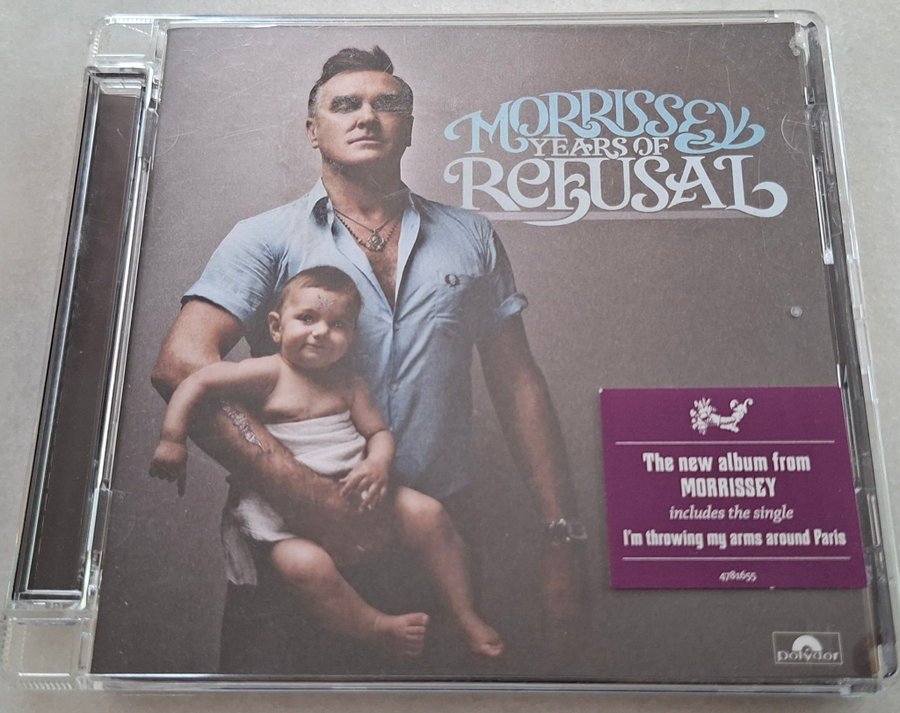 MORRISSEY
YEARS OF
REFUSAL
The new album from
MORRISSEY
includes the single
I'm throwing my arms around Paris
4781655
polydor